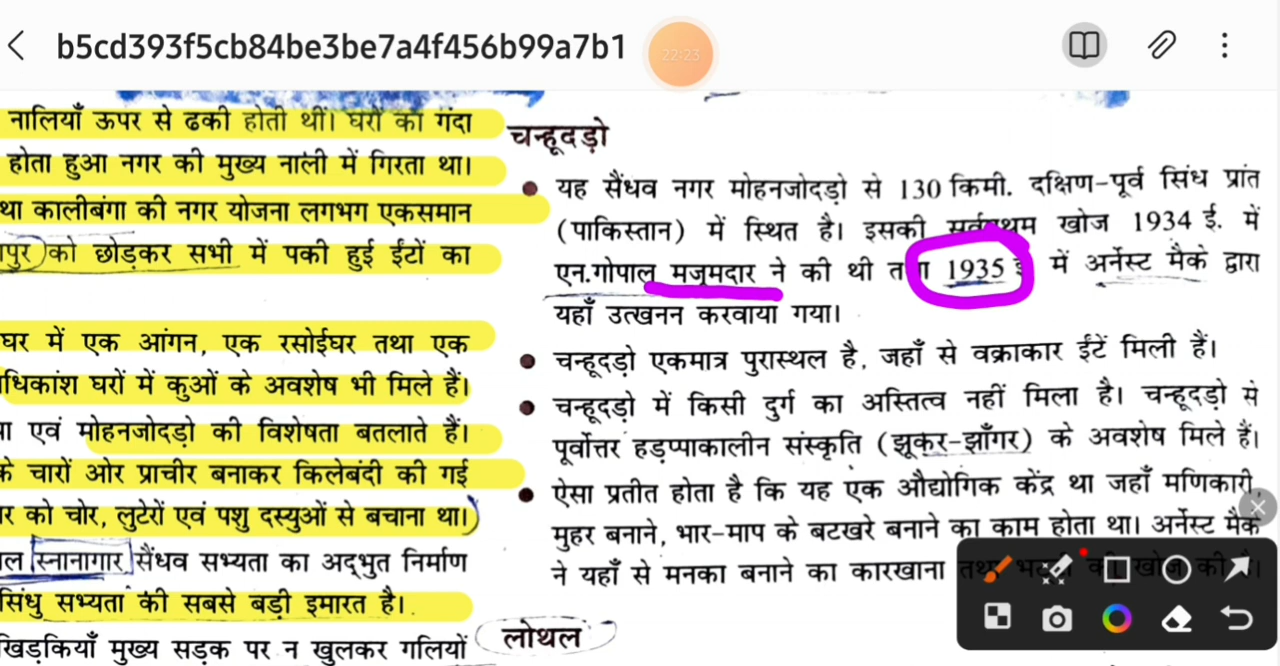 b5cd393f5cb84be3be7a4f456b99a7b1
22:23
नालियाँ ऊपर से ढकी होती थीं। घरों का गंदा
होता हुआ नगर की मुख्य नाली में गिरता था।
था कालीबंगा की नगर योजना लगभग एकसमान
पुर को छोड़कर सभी में पकी हुई ईंटों का
घर में एक आंगन, एक रसोईघर तथा एक
धिकांश घरों में कुओं के अवशेष भी मिले हैं।
एवं मोहनजोदड़ो की विशेषता बतलाते हैं।
के चारों ओर प्राचीर बनाकर किलेबंदी की गई
र को चोर, लुटेरों एवं पशु दस्युओं से बचाना था।
ल स्नानागार सैंधव सभ्यता का अद्भुत निर्माण
सिंधु सभ्यता की सबसे बड़ी इमारत है।
खिड़कियाँ मुख्य सड़क पर न खुलकर गलियों
चन्हूदड़ो
यह सैंधव नगर मोहनजोदड़ो से 130 किमी. दक्षिण-पूर्व सिंध प्रांत
(पाकिस्तान) में स्थित है। इसकी सर्वप्रथम खोज 1934 ई. में
एन.गोपाल मजूमदार ने की थी 1935 में अर्नेस्ट मैके द्वारा
यहाँ उत्खनन करवाया गया।
चन्हूदड़ो एकमात्र पुरास्थल है, जहाँ से वक्राकार ईंटें मिली हैं।
चन्हूदड़ो में किसी दुर्ग का अस्तित्व नहीं मिला है। चन्हूदड़ो से
पूर्वोत्तर हड़प्पाकालीन संस्कृति (झूकर-झाँगर) के अवशेष मिले हैं।
ऐसा प्रतीत होता है कि यह एक औद्योगिक केंद्र था जहाँ मणिकारी,
मुहर बनाने, भार-माप के बटखरे बनाने का काम होता था। अर्नेस्ट मैके
ने यहाँ से मनका बनाने का कारखाना तथा की खोज की है।
लोथल